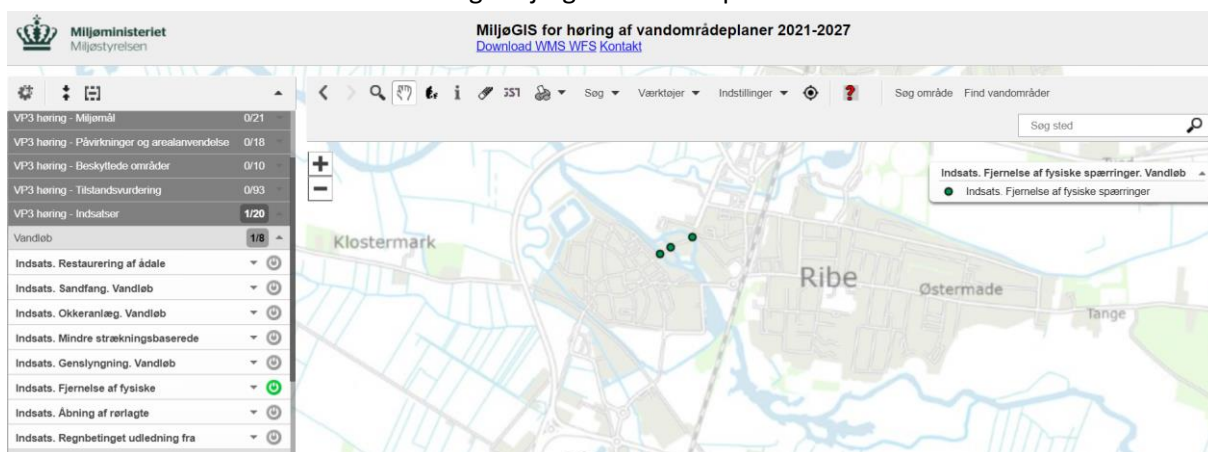 Miljøministeriet
Miljøstyrelsen
MiljøGIS for høring af vandområdeplaner 2021-2027
Download WMS WFS Kontakt
Søg
Værktøjer
Indstillinger
Søg område
Find vandområder
Søg sted
VP3 høring - Miljømål 0/21
VP3 høring - Påvirkninger og arealanvendelse 0/18
VP3 høring - Beskyttede områder 0/10
VP3 høring - Tilstandsvurdering 0/93
VP3 høring - Indsatser 1/20
Vandløb 1/8
Indsats. Restaurering af ådale
Indsats. Sandfang. Vandløb
Indsats. Okkeranlæg. Vandløb
Indsats. Mindre strækningsbaserede
Indsats. Genslyngning. Vandløb
Indsats. Fjernelse af fysiske
Indsats. Åbning af rørlagte
Indsats. Regnbetinget udledning fra
Indsats. Fjernelse af fysiske spærringer. Vandløb
Indsats. Fjernelse af fysiske spærringer
Klostermark
Ribe
Østermade
Tange